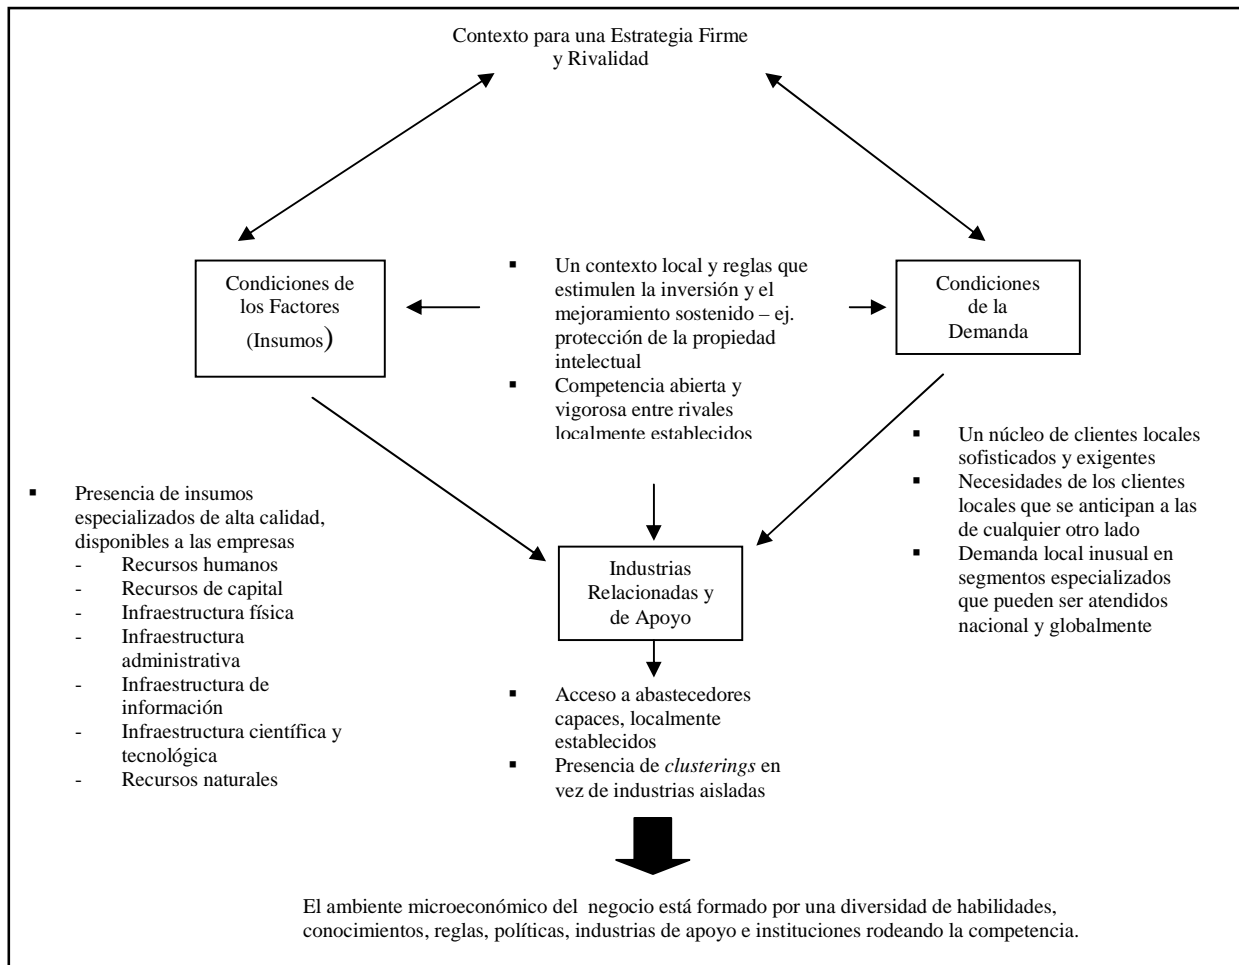 Contexto para una Estrategia Firme
y Rivalidad
Condiciones de
los Factores
(Insumos)
▪ Un contexto local y reglas que
estimulen la inversión y el
mejoramiento sostenido – ej.
protección de la propiedad
intelectual
▪ Competencia abierta y
vigorosa entre rivales
localmente establecidos
Condiciones
de la
Demanda
▪ Presencia de insumos
especializados de alta calidad,
disponibles a las empresas
- Recursos humanos
- Recursos de capital
- Infraestructura física
- Infraestructura
administrativa
- Infraestructura de
información
- Infraestructura científica y
tecnológica
- Recursos naturales
Industrias
Relacionadas y
de Apoyo
▪ Un núcleo de clientes locales
sofisticados y exigentes
▪ Necesidades de los clientes
locales que se anticipan a las
de cualquier otro lado
▪ Demanda local inusual en
segmentos especializados
que pueden ser atendidos
nacional y globalmente
▪ Acceso a abastecedores
capaces, localmente
establecidos
▪ Presencia de clusterings en
vez de industrias aisladas
El ambiente microeconómico del negocio está formado por una diversidad de habilidades,
conocimientos, reglas, políticas, industrias de apoyo e instituciones rodeando la competencia.